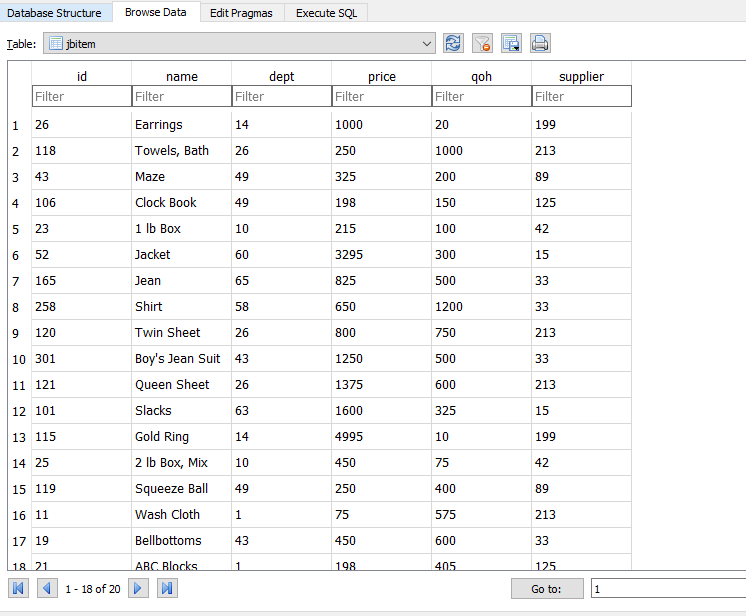 Database Structure Browse Data Edit Pragmas Execute SQL
Table: jbitem
id name dept price qoh supplier
Filter Filter Filter Filter Filter Filter
1 26 Earrings 14 1000 20 199
2 118 Towels, Bath 26 250 1000 213
3 43 Maze 49 325 200 89
4 106 Clock Book 49 198 150 125
5 23 1 lb Box 10 215 100 42
6 52 Jacket 60 3295 300 15
7 165 Jean 65 825 500 33
8 258 Shirt 58 650 1200 33
9 120 Twin Sheet 26 800 750 213
10 301 Boy's Jean Suit 43 1250 500 33
11 121 Queen Sheet 26 1375 600 213
12 101 Slacks 63 1600 325 15
13 115 Gold Ring 14 4995 10 199
14 25 2 lb Box, Mix 10 450 75 42
15 119 Squeeze Ball 49 250 400 89
16 11 Wash Cloth 1 75 575 213
17 19 Bellbottoms 43 450 600 33
18 21 ABC Blocks 1 198 405 125
1 - 18 of 20 Go to: 1